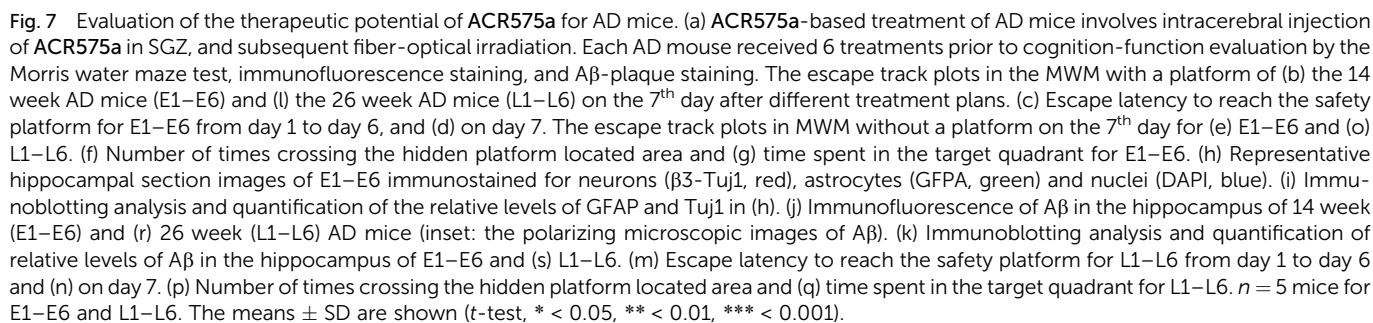 Fig. 7 Evaluation of the therapeutic potential of ACR575a for AD mice. (a) ACR575a-based treatment of AD mice involves intracerebral injection
of ACR575a in SGZ, and subsequent fiber-optical irradiation. Each AD mouse received 6 treatments prior to cognition-function evaluation by the
Morris water maze test, immunofluorescence staining, and Aβ-plaque staining. The escape track plots in the MWM with a platform of (b) the 14
week AD mice (E1–E6) and (l) the 26 week AD mice (L1–L6) on the 7th day after different treatment plans. (c) Escape latency to reach the safety
platform for E1–E6 from day 1 to day 6, and (d) on day 7. The escape track plots in MWM without a platform on the 7th day for (e) E1–E6 and (o)
L1–L6. (f) Number of times crossing the hidden platform located area and (g) time spent in the target quadrant for E1–E6. (h) Representative
hippocampal section images of E1–E6 immunostained for neurons (β3-Tuj1, red), astrocytes (GFPA, green) and nuclei (DAPI, blue). (i) Immu-
noblotting analysis and quantification of the relative levels of GFAP and Tuj1 in (h). (j) Immunofluorescence of Aβ in the hippocampus of 14 week
(E1–E6) and (r) 26 week (L1–L6) AD mice (inset: the polarizing microscopic images of Aβ). (k) Immunoblotting analysis and quantification of
relative levels of Aβ in the hippocampus of E1–E6 and (s) L1–L6. (m) Escape latency to reach the safety platform for L1–L6 from day 1 to day 6
and (n) on day 7. (p) Number of times crossing the hidden platform located area and (q) time spent in the target quadrant for L1–L6. n = 5 mice for
E1–E6 and L1–L6. The means ± SD are shown (t-test, * < 0.05, ** < 0.01, *** < 0.001).